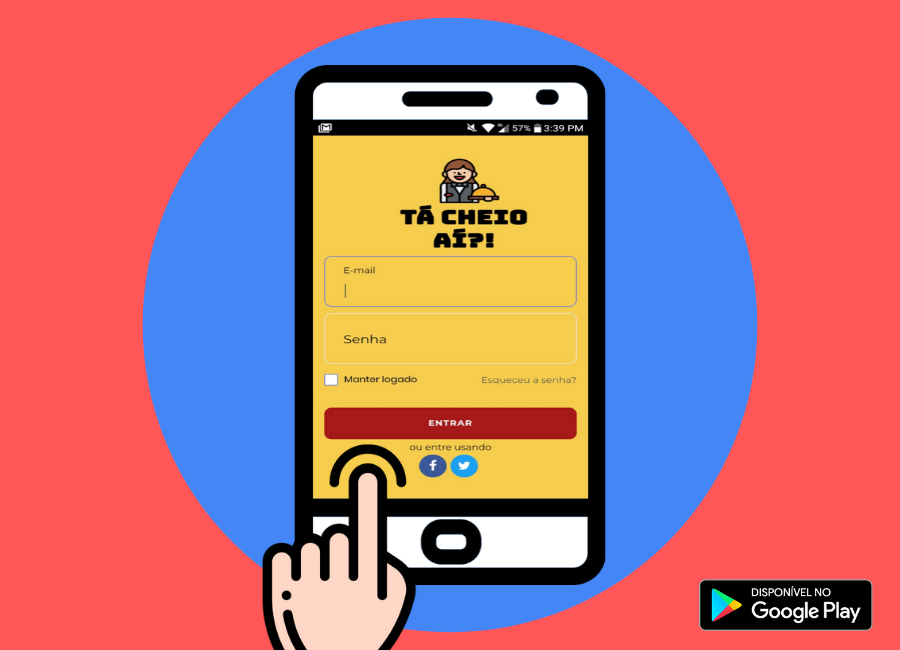 57% 3:39 PM
TÁ CHEIO
AÍ?!
E-mail
Senha
Manter logado
Esqueceu a senha?
ENTRAR
ou entre usando
DISPONÍVEL NO
Google Play